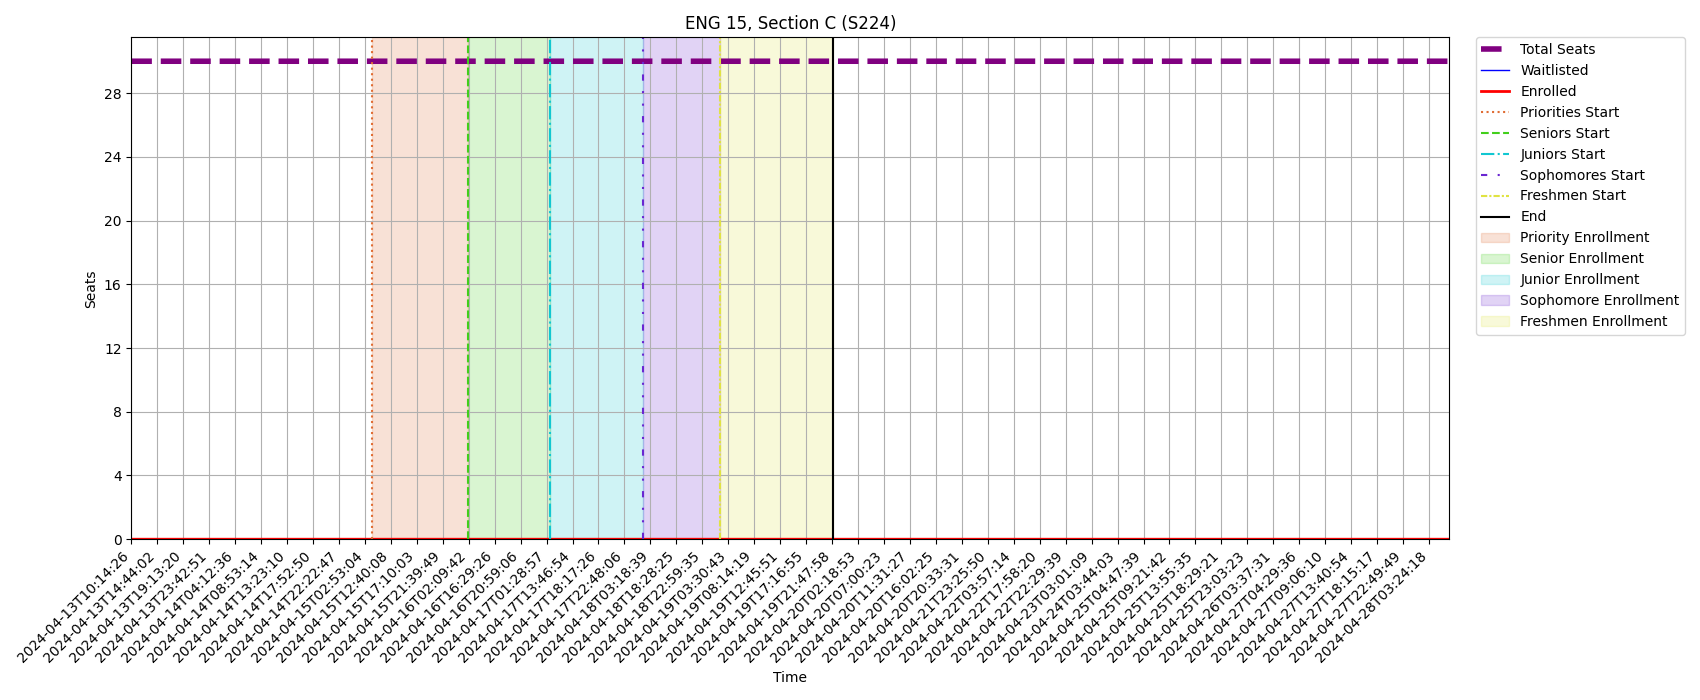 ENG 15, Section C (S224)
Seats
28
24
20
16
12
8
4
0
2024-04-13T10:14:26
2024-04-13T14:44:02
2024-04-13T19:13:20
2024-04-13T23:42:51
2024-04-14T04:12:36
2024-04-14T08:53:14
2024-04-14T13:23:10
2024-04-14T17:52:50
2024-04-14T22:22:47
2024-04-15T02:53:04
2024-04-15T12:40:08
2024-04-15T17:10:03
2024-04-15T21:39:49
2024-04-16T02:09:42
2024-04-16T16:29:26
2024-04-16T20:59:06
2024-04-17T01:28:57
2024-04-17T13:46:54
2024-04-17T18:17:26
2024-04-17T22:48:06
2024-04-18T03:18:39
2024-04-18T18:28:25
2024-04-18T22:59:35
2024-04-19T03:30:43
2024-04-19T08:14:19
2024-04-19T12:45:51
2024-04-19T17:16:55
2024-04-19T21:47:58
2024-04-20T02:18:53
2024-04-20T07:00:23
2024-04-20T11:31:27
2024-04-20T16:02:25
2024-04-20T20:33:31
2024-04-21T23:25:50
2024-04-22T03:57:14
2024-04-22T17:58:20
2024-04-22T22:29:39
2024-04-23T03:01:09
2024-04-24T03:44:03
2024-04-25T04:47:39
2024-04-25T09:21:42
2024-04-25T13:55:35
2024-04-25T18:29:21
2024-04-25T23:03:23
2024-04-26T03:37:31
2024-04-27T04:29:36
2024-04-27T09:06:10
2024-04-27T13:40:54
2024-04-27T18:15:17
2024-04-27T22:49:49
2024-04-28T03:24:18
Time
Total Seats
Waitlisted
Enrolled
Priorities Start
Seniors Start
Juniors Start
Sophomores Start
Freshmen Start
End
Priority Enrollment
Senior Enrollment
Junior Enrollment
Sophomore Enrollment
Freshmen Enrollment